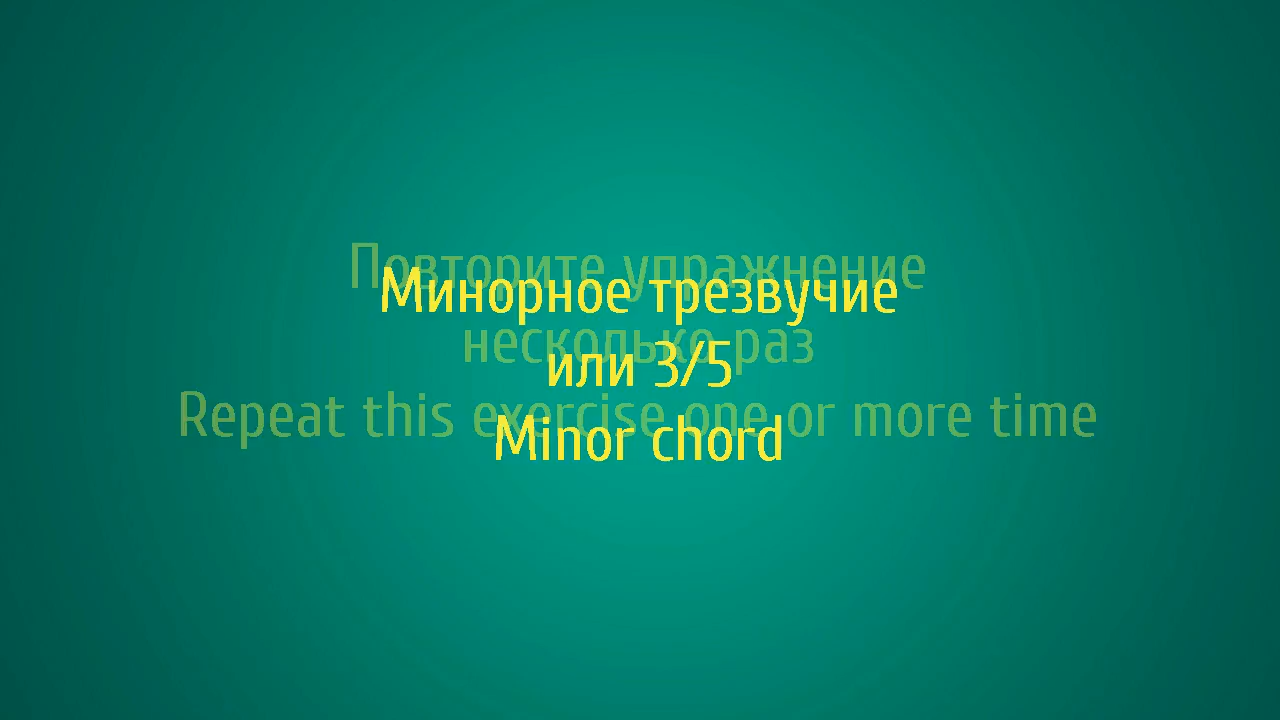 Повторите упражнение
Минорное трезвучие
несколько раз
или 3/5
Repeat this exercise one or more time
Minor chord